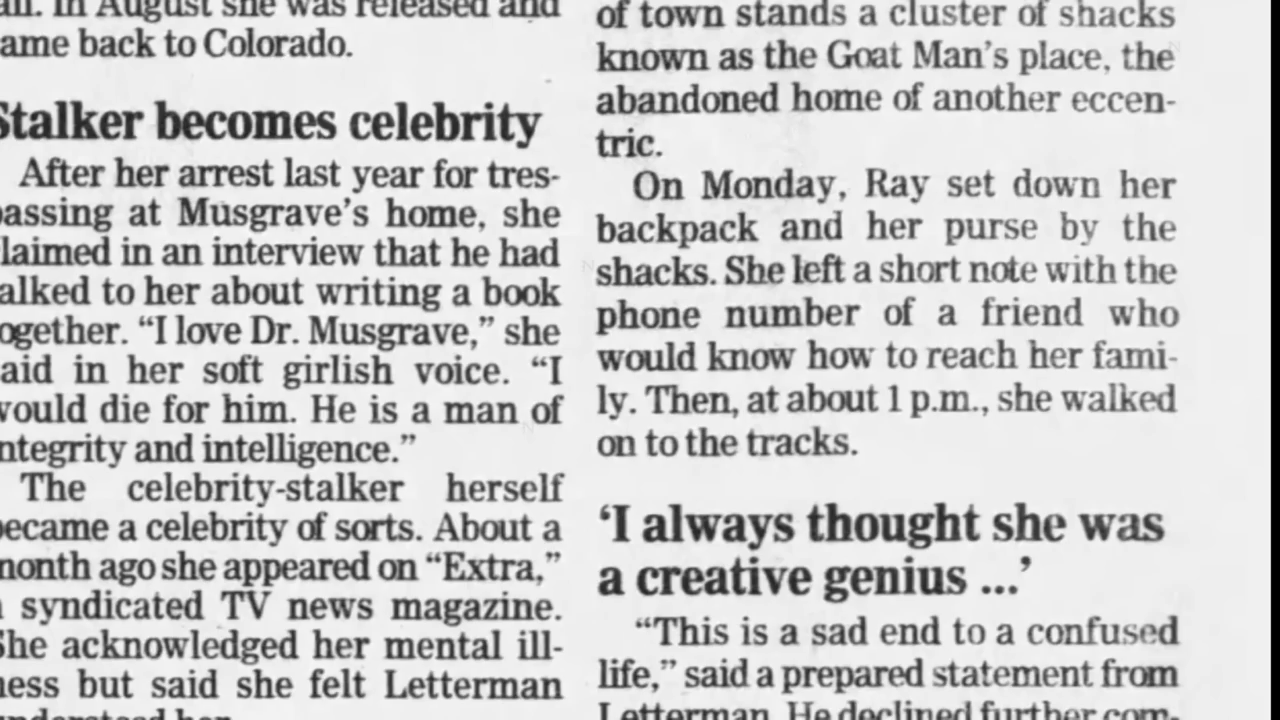 In August she was released and
ame back to Colorado.
Stalker becomes celebrity
After her arrest last year for tres-
passing at Musgrave's home, she
laimed in an interview that he had
alked to her about writing a book
ogether. “I love Dr. Musgrave,” she
aid in her soft girlish voice. “I
would die for him. He is a man of
ntegrity and intelligence.”
The celebrity-stalker herself
became a celebrity of sorts. About a
month ago she appeared on “Extra,”
a syndicated TV news magazine.
She acknowledged her mental ill-
ness but said she felt Letterman
understood her.
of town stands a cluster of shacks
known as the Goat Man's place, the
abandoned home of another eccen-
tric.
On Monday, Ray set down her
backpack and her purse by the
shacks. She left a short note with the
phone number of a friend who
would know how to reach her fami-
ly. Then, at about 1 p.m., she walked
on to the tracks.
‘I always thought she was
a creative genius ...’
“This is a sad end to a confused
life,” said a prepared statement from
Letterman. He declined further com-